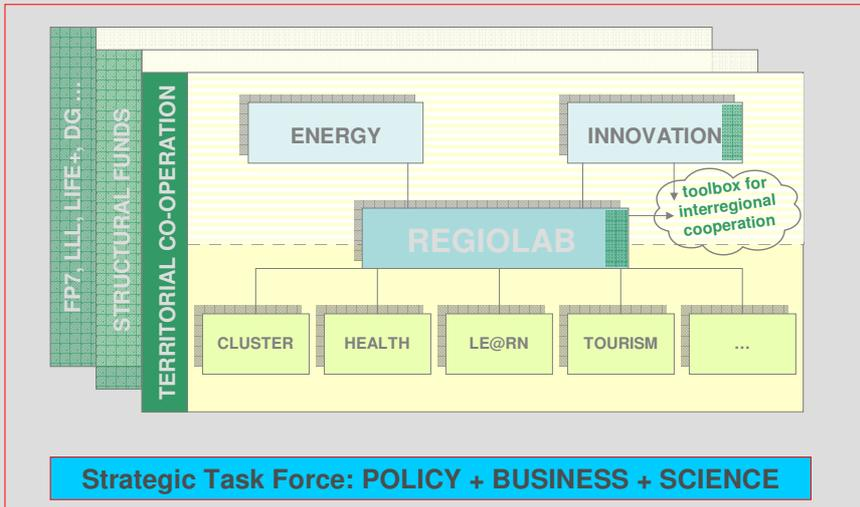 FP7, LLL, LIFE+, DG ...
STRUCTURAL FUNDS
TERRITORIAL CO-OPERATION
ENERGY
INNOVATION
toolbox for
interregional
cooperation
REGIOLAB
CLUSTER
HEALTH
LE@RN
TOURISM
...
Strategic Task Force: POLICY + BUSINESS + SCIENCE